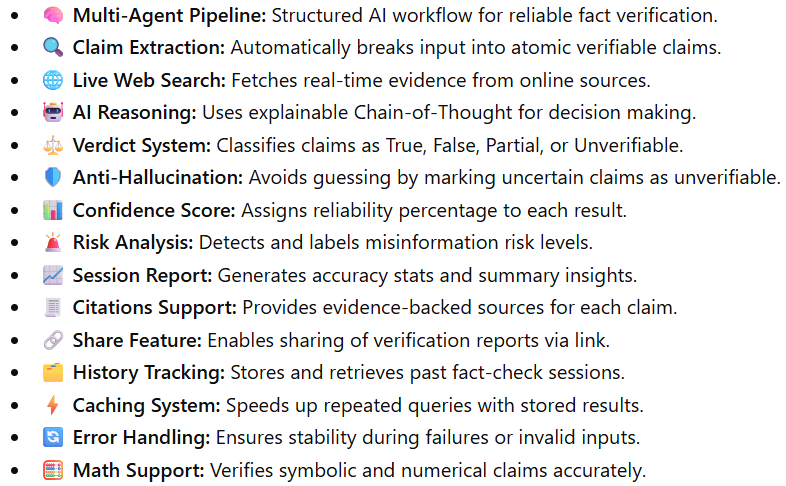 • 🧠 Multi-Agent Pipeline: Structured AI workflow for reliable fact verification.
• 🔍 Claim Extraction: Automatically breaks input into atomic verifiable claims.
• 🌐 Live Web Search: Fetches real-time evidence from online sources.
• 🤖 AI Reasoning: Uses explainable Chain-of-Thought for decision making.
• ⚖️ Verdict System: Classifies claims as True, False, Partial, or Unverifiable.
• 🛡️ Anti-Hallucination: Avoids guessing by marking uncertain claims as unverifiable.
• 📊 Confidence Score: Assigns reliability percentage to each result.
• 🚨 Risk Analysis: Detects and labels misinformation risk levels.
• 📈 Session Report: Generates accuracy stats and summary insights.
• 📜 Citations Support: Provides evidence-backed sources for each claim.
• 🔗 Share Feature: Enables sharing of verification reports via link.
• 🗂️ History Tracking: Stores and retrieves past fact-check sessions.
• ⚡ Caching System: Speeds up repeated queries with stored results.
• 🔄 Error Handling: Ensures stability during failures or invalid inputs.
• 🧮 Math Support: Verifies symbolic and numerical claims accurately.